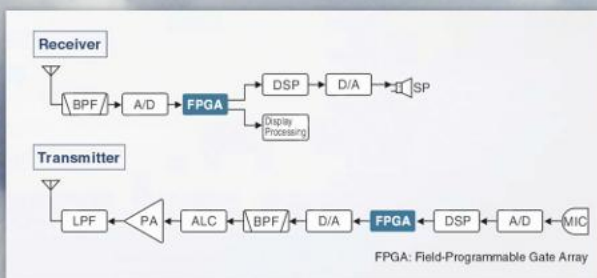 Receiver
BPF A/D FPGA DSP D/A SP
Display
Processing
Transmitter
LPF PA ALC BPF D/A FPGA DSP A/D MIC
FPGA: Field-Programmable Gate Array